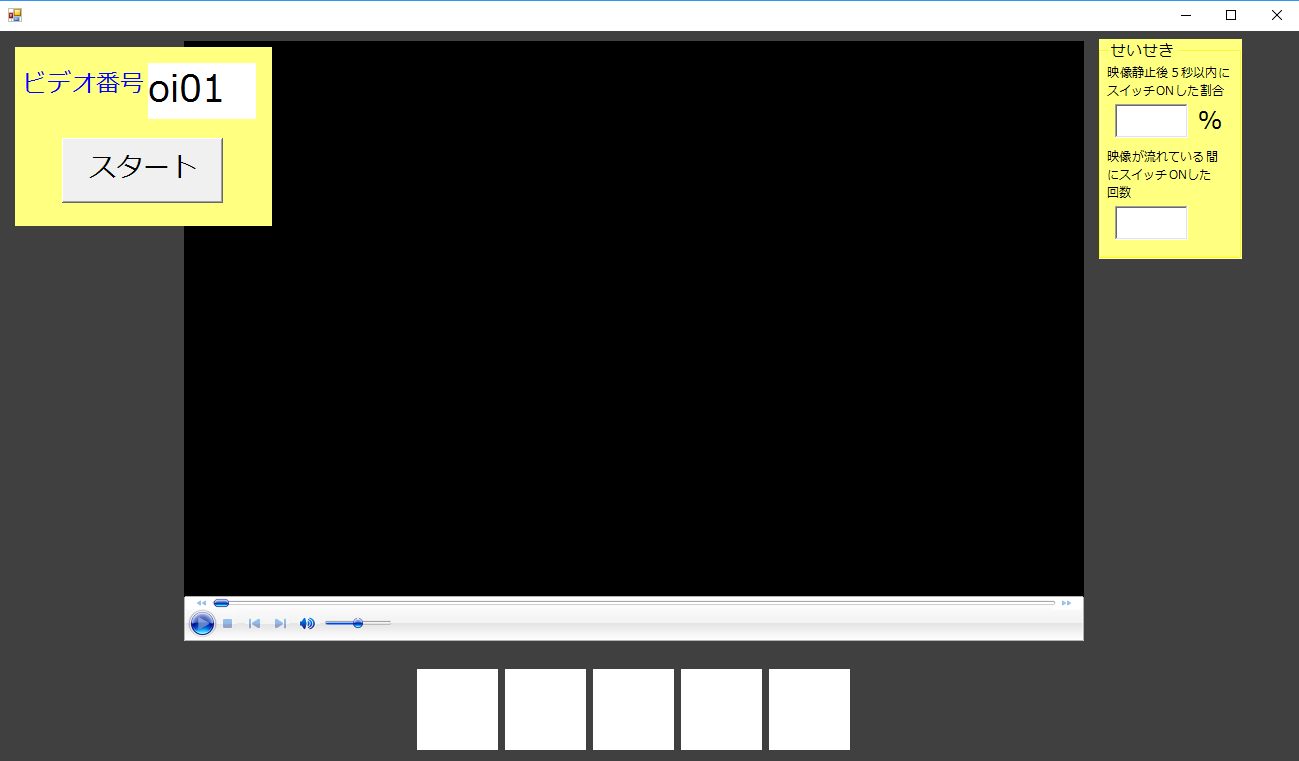 ビデオ番号
oi01
スタート
せいせき
映像静止後５秒以内に
スイッチONした割合
%
映像が流れている間
にスイッチONした
回数